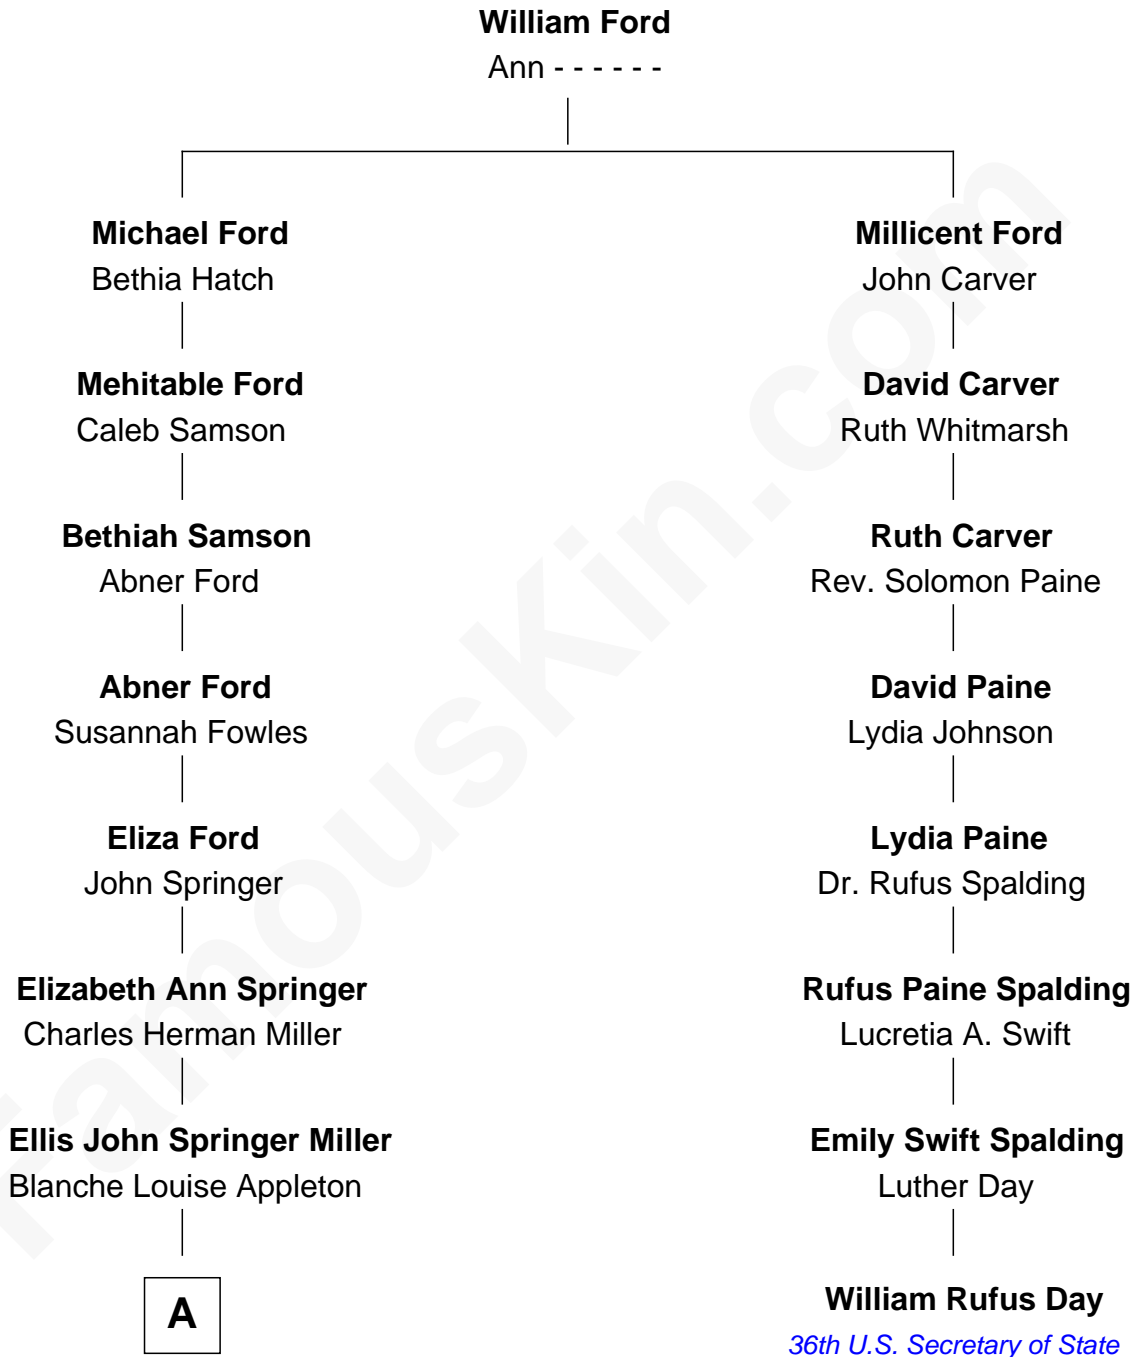 William Ford
Ann - - - - - -
Michael Ford
Bethia Hatch
Millicent Ford
John Carver
Mehitable Ford
Caleb Samson
David Carver
Ruth Whitmarsh
Bethiah Samson
Abner Ford
Ruth Carver
Rev. Solomon Paine
Abner Ford
Susannah Fowles
David Paine
Lydia Johnson
Eliza Ford
John Springer
Lydia Paine
Dr. Rufus Spalding
Elizabeth Ann Springer
Charles Herman Miller
Rufus Paine Spalding
Lucretia A. Swift
Ellis John Springer Miller
Blanche Louise Appleton
Emily Swift Spalding
Luther Day
A
William Rufus Day
36th U.S. Secretary of State
FamousKin.com